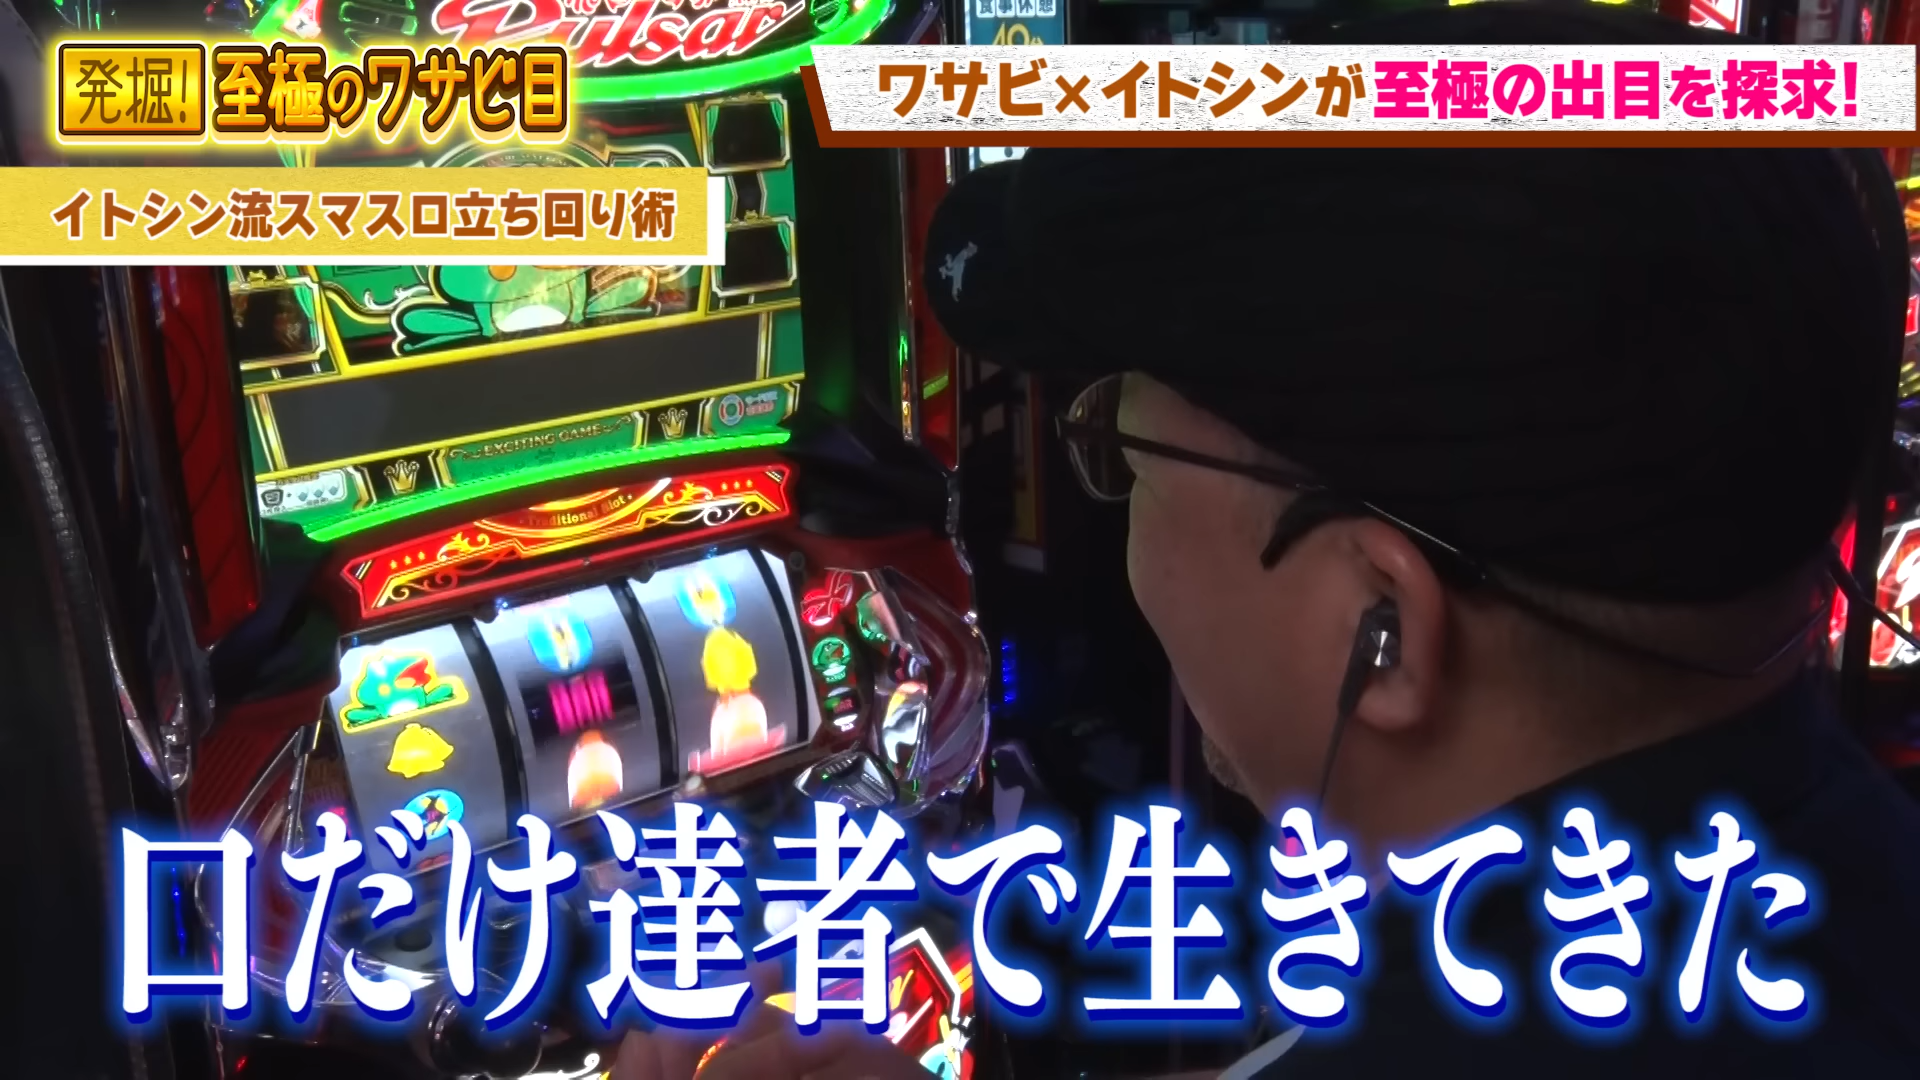 Pulsar
発掘!
至極のワサビ目
ワサビ×イトシンが至極の出目を探求!
イトシン流スマスロ立ち回り術
EXCITING GAME
Traditional Slot
口だけ達者で生きてきた